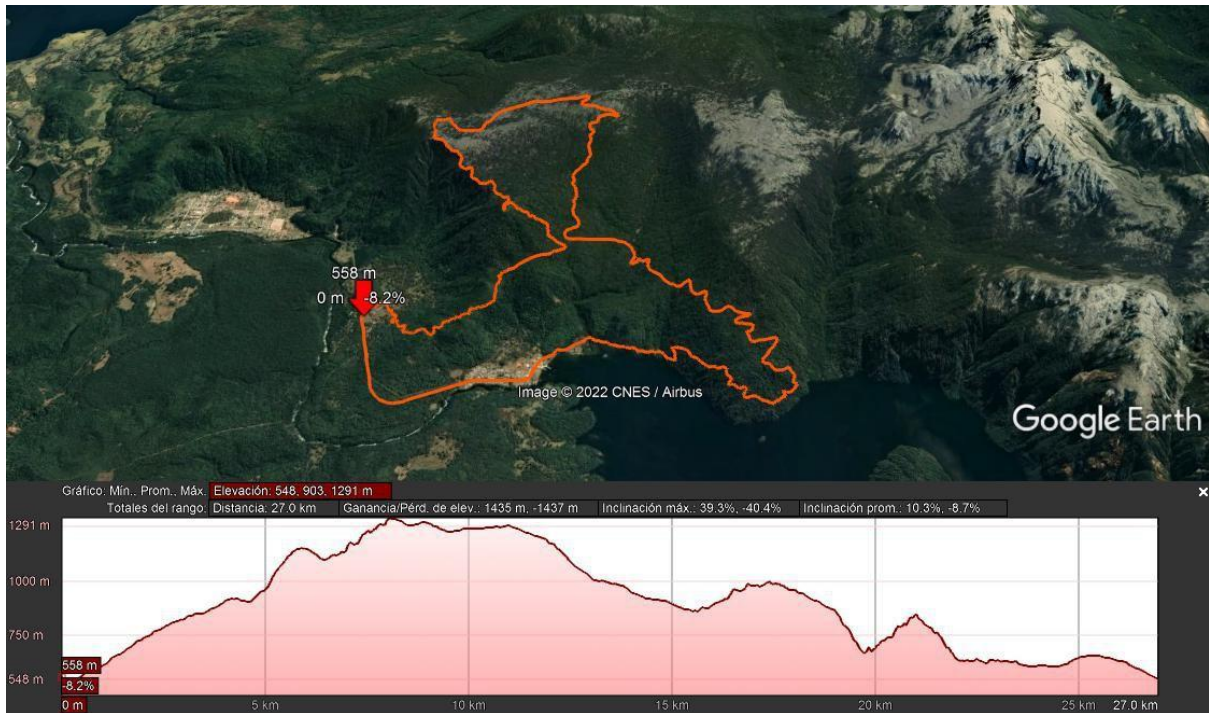 558 m
0 m -8.2%
Image © 2022 CNES / Airbus
Google Earth
Gráfico: Mín., Prom., Máx. Elevación: 548, 903, 1291 m
Totales del rango: Distancia: 27.0 km Ganancia/Pérd. de elev.: 1435 m, -1437 m Inclinación máx.: 39.3%, -40.4% Inclinación prom.: 10.3%, -8.7%
1291 m
1000 m
750 m
558 m
548 m -8.2%
0 m 5 km 10 km 15 km 20 km 25 km 27.0 km